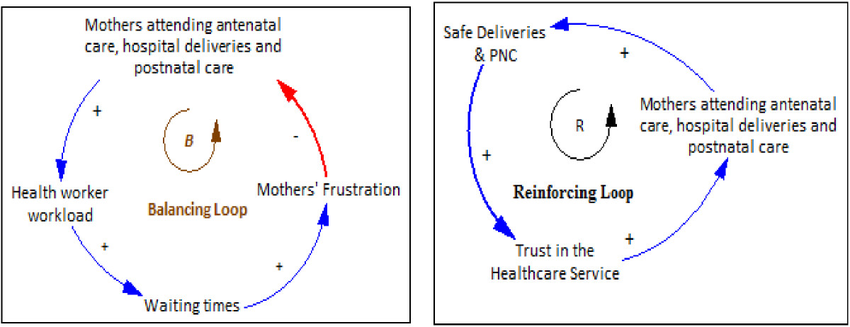 Mothers attending antenatal
care, hospital deliveries and
postnatal care
+
B
-
Health worker
workload
Balancing Loop
Mothers' Frustration
+
+
Waiting times
Safe Deliveries
& PNC
+
R
Mothers attending antenatal
care, hospital deliveries and
postnatal care
+
Reinforcing Loop
+
Trust in the
Healthcare Service